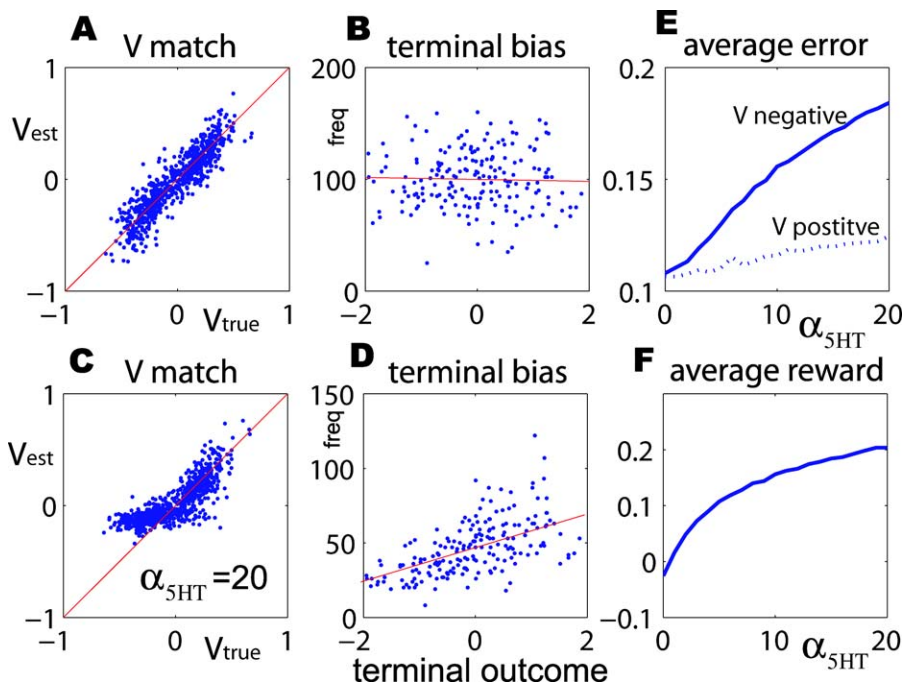 A
V match
1
Vest
0
−1
−1
0
Vtrue
1
B
terminal bias
200
freq
100
0
−2
0
2
E
average error
0.2
V negative
0.15
V postitve
0.1
0
10
α5HT
20
C
V match
1
Vest
0
α5HT =20
−1
−1
0
Vtrue
1
D
terminal bias
150
freq
100
50
0
−2
0
2
terminal outcome
F
average reward
0.2
0.1
0
−0.1
0
10
α5HT
20